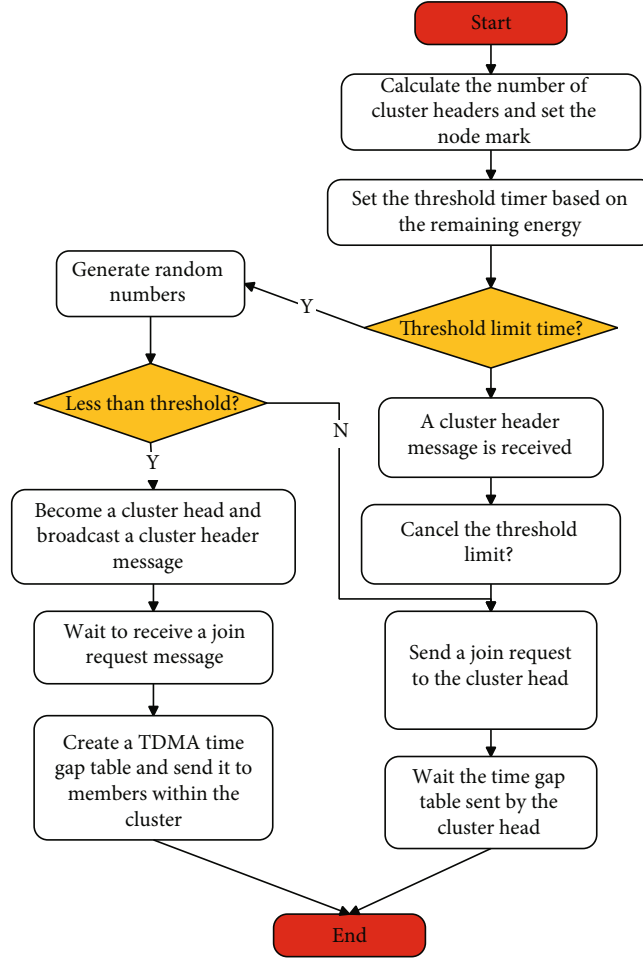 Start
Calculate the number of
cluster headers and set the
node mark
Set the threshold timer based on
the remaining energy
Generate random
numbers
Y
Threshold limit time?
Less than threshold?
N
A cluster header
message is received
Y
Become a cluster head and
broadcast a cluster header
message
Cancel the threshold
limit?
Wait to receive a join
request message
Send a join request
to the cluster head
Create a TDMA time
gap table and send it to
members within the
cluster
Wait the time gap
table sent by the
cluster head
End